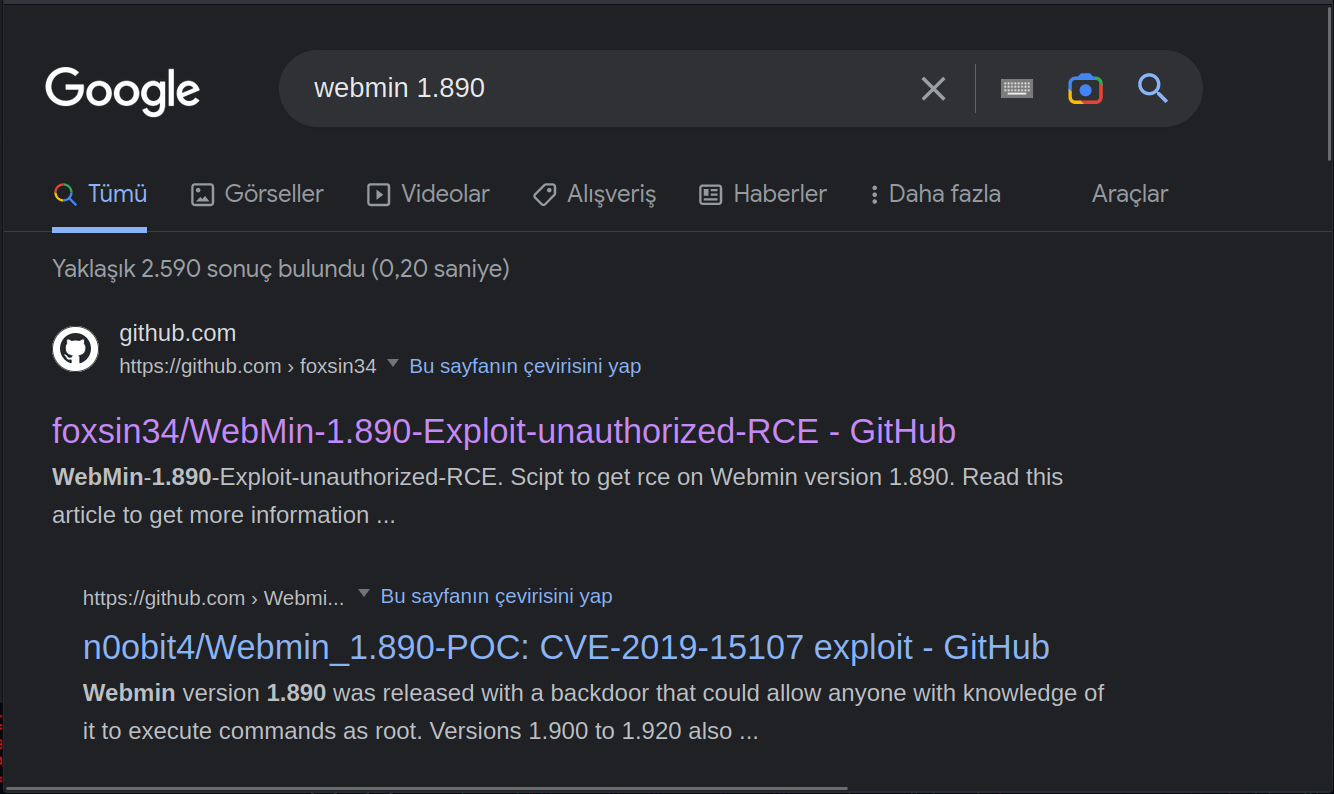 Google
webmin 1.890
Tümü Görseller Videolar Alışveriş Haberler Daha fazla Araçlar
Yaklaşık 2.590 sonuç bulundu (0,20 saniye)
github.com
https://github.com › foxsin34 Bu sayfanın çevirisini yap
foxsin34/WebMin-1.890-Exploit-unauthorized-RCE - GitHub
WebMin-1.890-Exploit-unauthorized-RCE. Scipt to get rce on Webmin version 1.890. Read this
article to get more information ...
https://github.com › Webmi... Bu sayfanın çevirisini yap
n0obit4/Webmin_1.890-POC: CVE-2019-15107 exploit - GitHub
Webmin version 1.890 was released with a backdoor that could allow anyone with knowledge of
it to execute commands as root. Versions 1.900 to 1.920 also ...